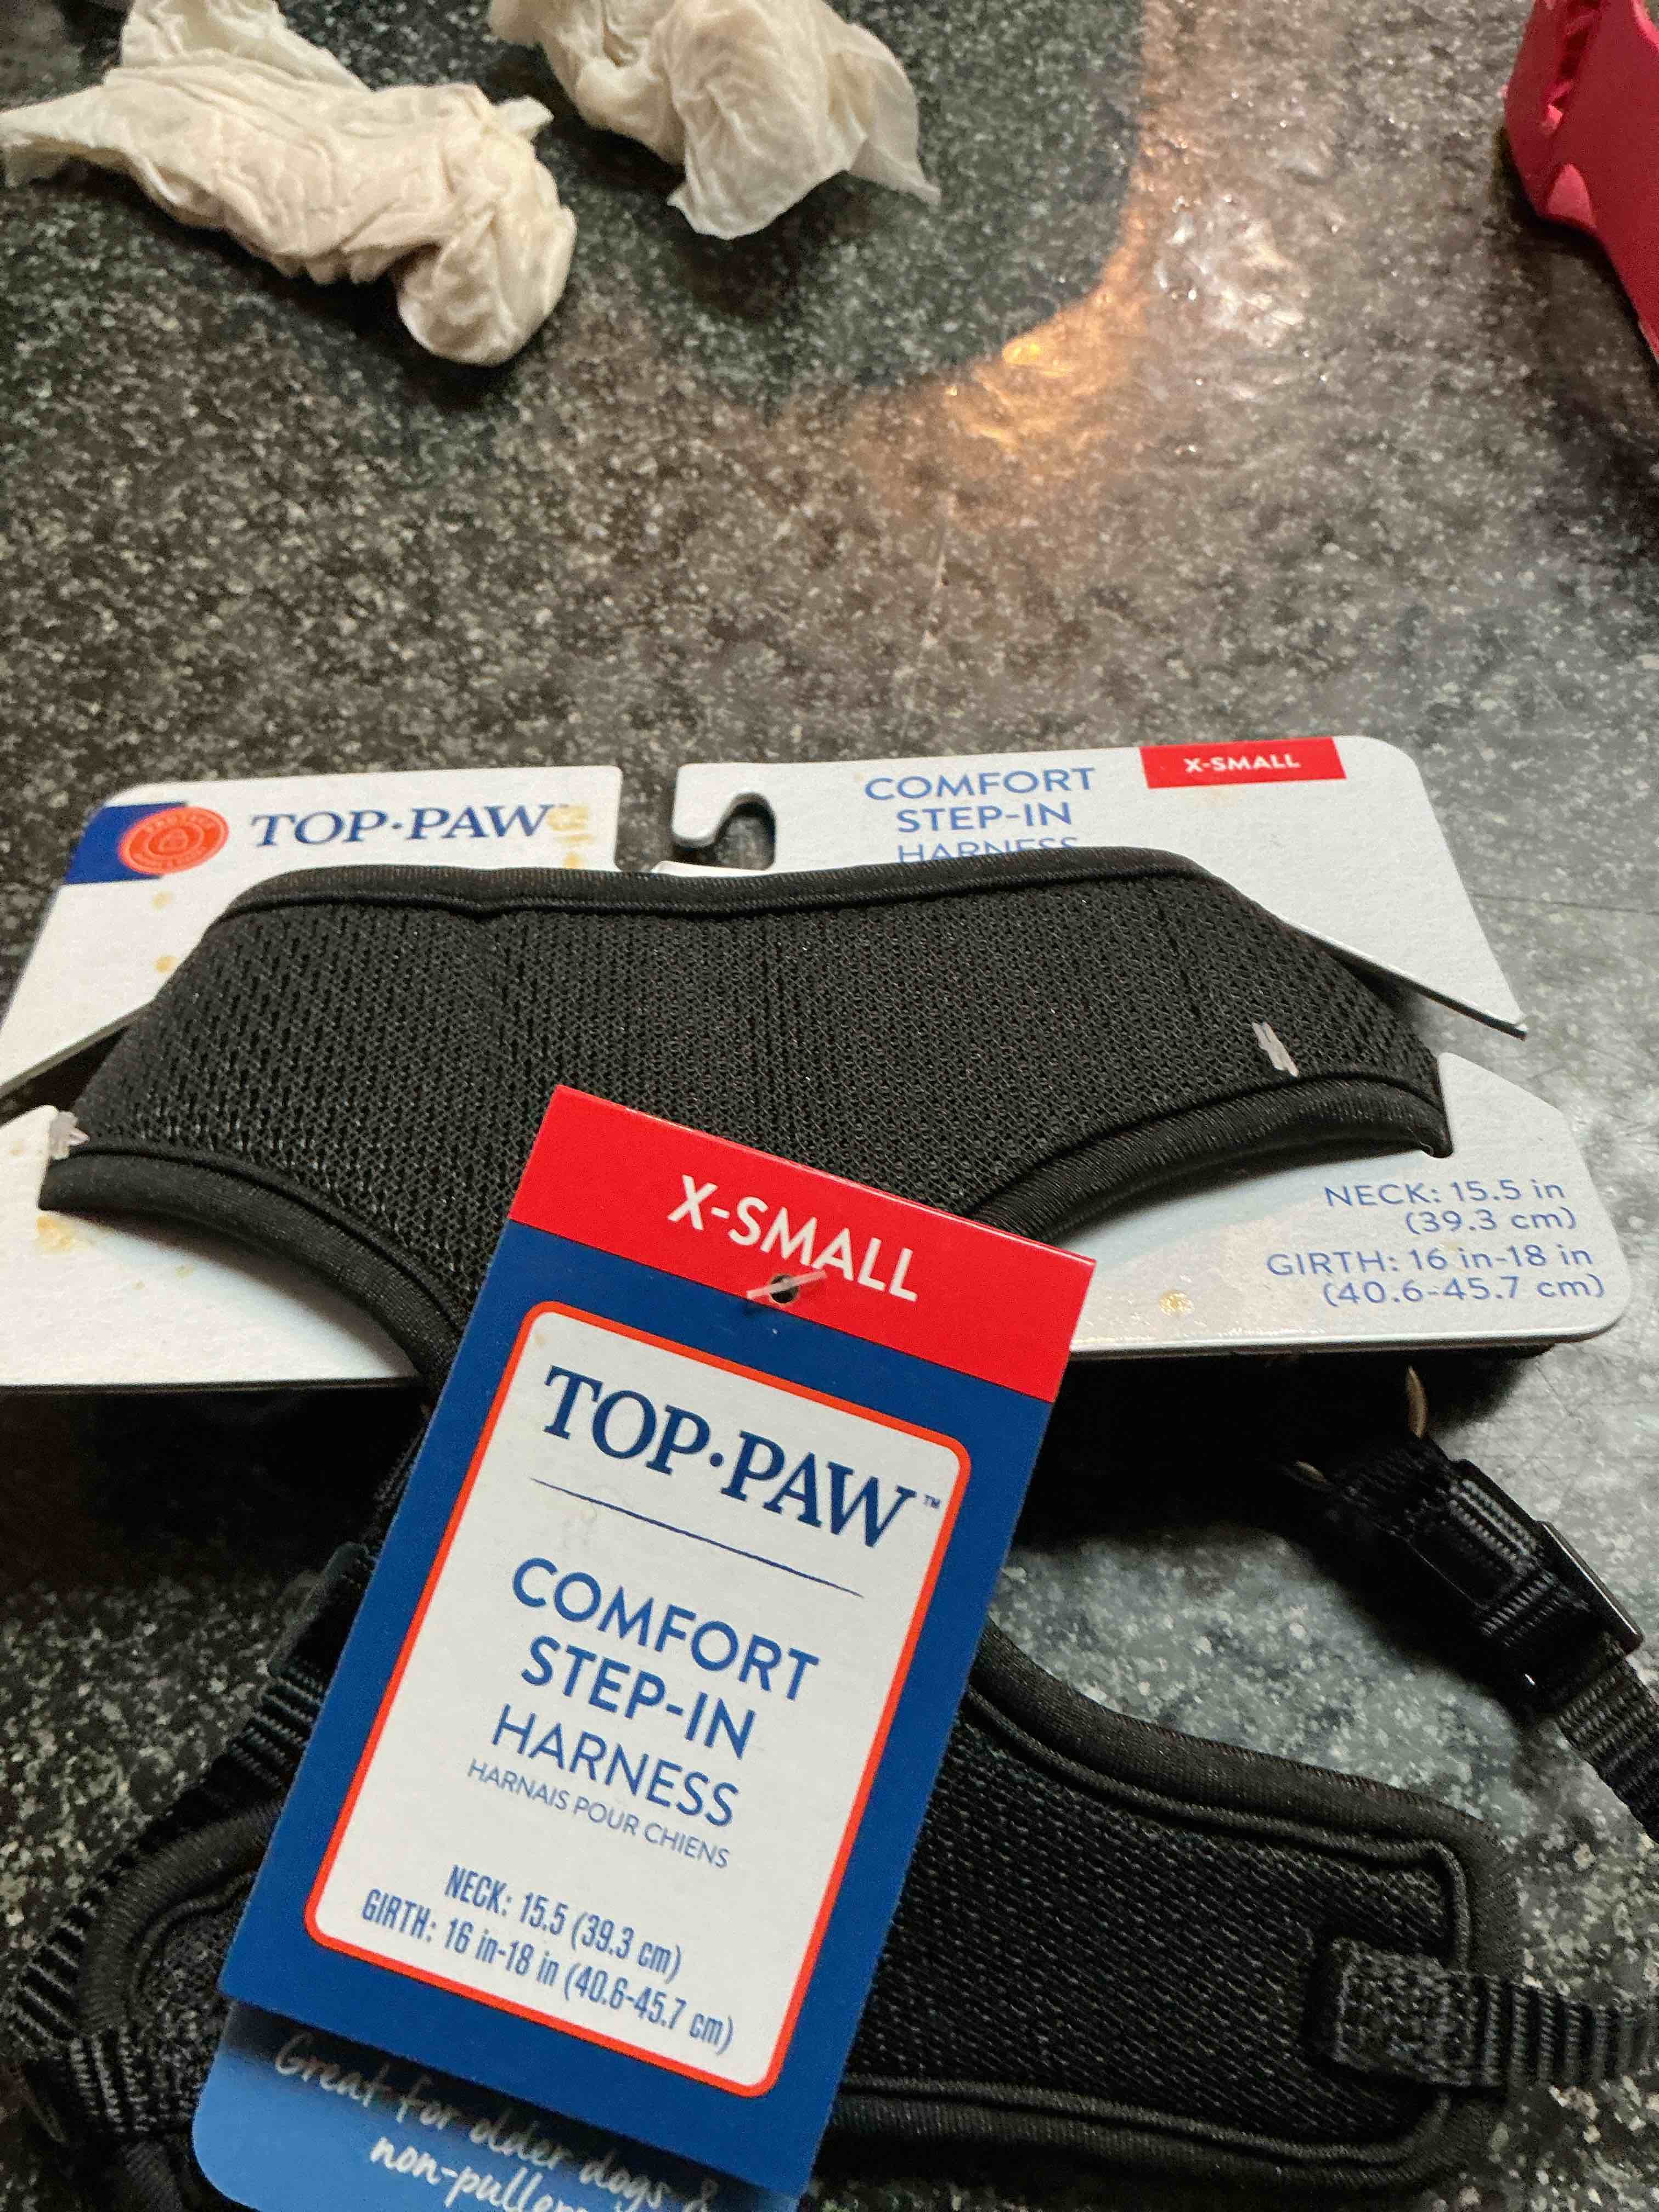 TOP·PAW
COMFORT
STEP-IN
HARNESS
X-SMALL
NECK: 15.5 in
(39.3 cm)
GIRTH: 16 in-18 in
(40.6-45.7 cm)
X-SMALL
TOP·PAW™
COMFORT
STEP-IN
HARNESS
HARNAIS POUR CHIENS
NECK: 15.5 (39.3 cm)
GIRTH: 16 in-18 in (40.6-45.7 cm)
Great for older dogs &